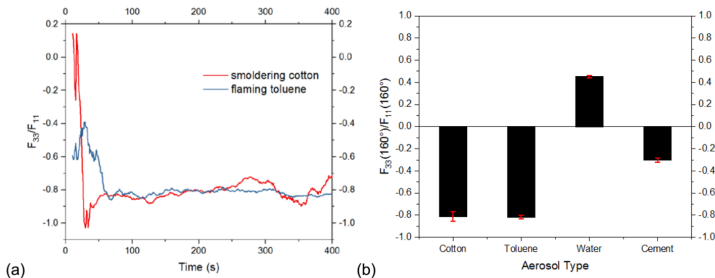 0 100 200 300 400
0.2 0.2
0.0 0.0
-0.2 -0.2
-0.4 -0.4
-0.6 -0.6
-0.8 -0.8
-1.0 -1.0
F33/F11
smoldering cotton
flaming toluene
0 100 200 300 400
Time (s)
(a)
1.0 1.0
0.8 0.8
0.6 0.6
0.4 0.4
0.2 0.2
0.0 0.0
-0.2 -0.2
-0.4 -0.4
-0.6 -0.6
-0.8 -0.8
-1.0 -1.0
F33(160°)/F11(160°)
Cotton Toluene Water Cement
Aerosol Type
(b)